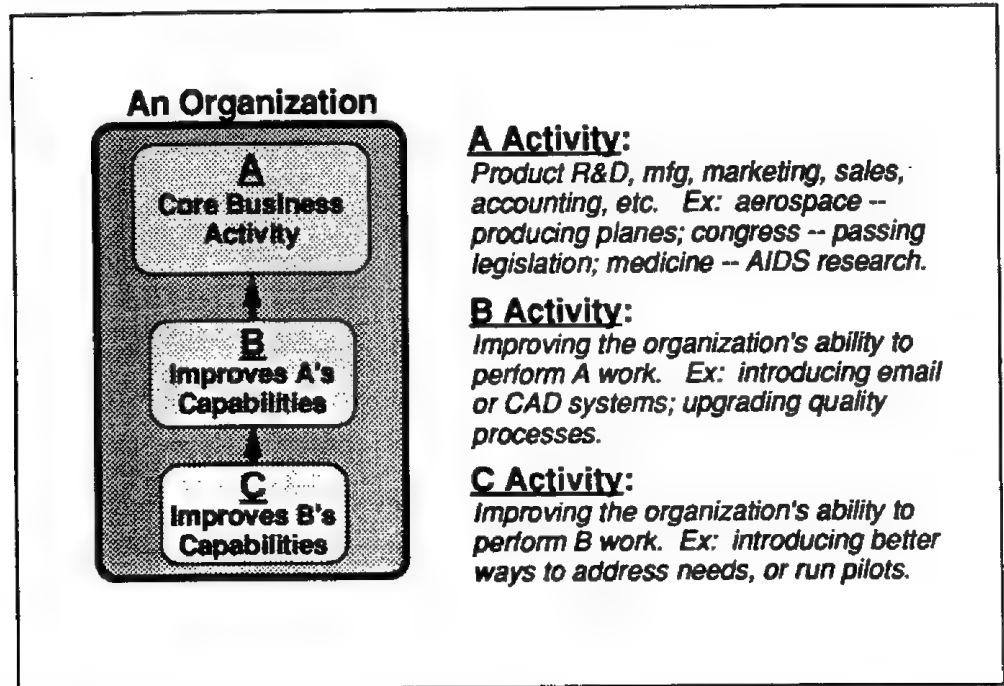 An Organization
A
Core Business
Activity
B
Improves A's
Capabilities
C
Improves B's
Capabilities
A Activity:
Product R&D, mfg, marketing, sales,
accounting, etc. Ex: aerospace --
producing planes; congress -- passing
legislation; medicine -- AIDS research.
B Activity:
Improving the organization's ability to
perform A work. Ex: introducing email
or CAD systems; upgrading quality
processes.
C Activity:
Improving the organization's ability to
perform B work. Ex: introducing better
ways to address needs, or run pilots.